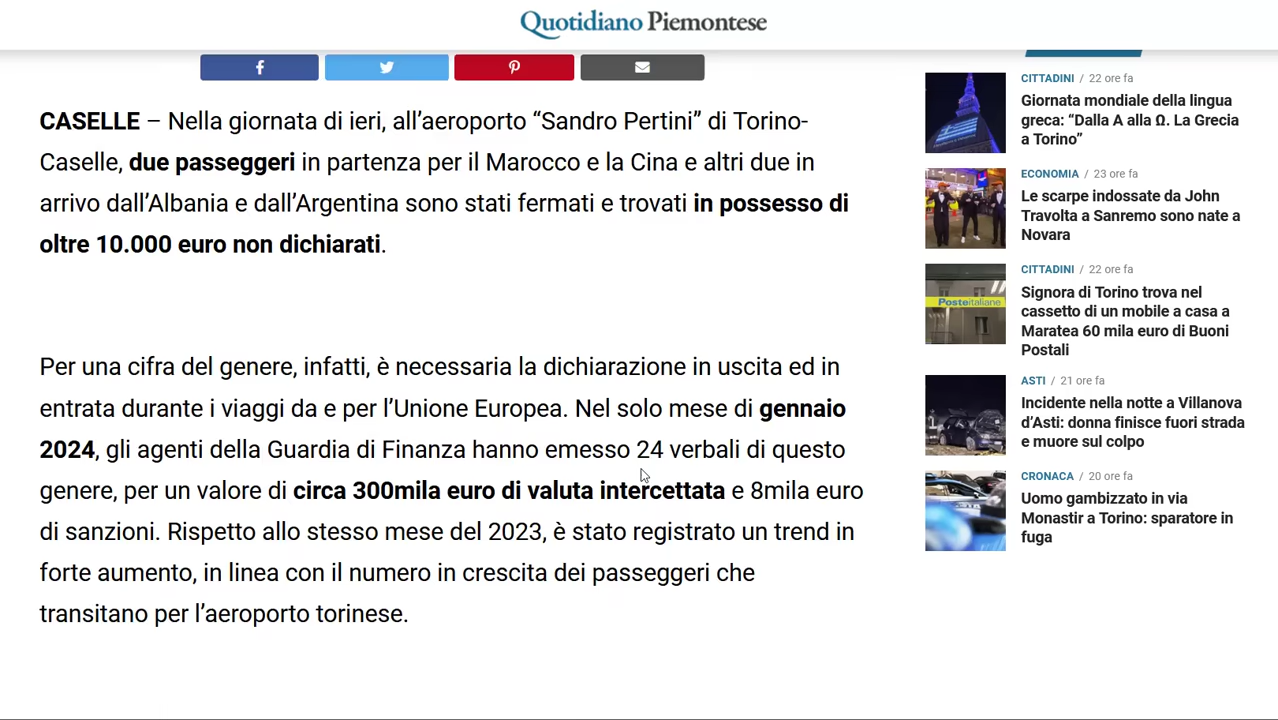 Quotidiano Piemontese
CASELLE – Nella giornata di ieri, all’aeroporto “Sandro Pertini” di Torino-
Caselle, due passeggeri in partenza per il Marocco e la Cina e altri due in
arrivo dall’Albania e dall’Argentina sono stati fermati e trovati in possesso di
oltre 10.000 euro non dichiarati.
Per una cifra del genere, infatti, è necessaria la dichiarazione in uscita ed in
entrata durante i viaggi da e per l’Unione Europea. Nel solo mese di gennaio
2024, gli agenti della Guardia di Finanza hanno emesso 24 verbali di questo
genere, per un valore di circa 300mila euro di valuta intercettata e 8mila euro
di sanzioni. Rispetto allo stesso mese del 2023, è stato registrato un trend in
forte aumento, in linea con il numero in crescita dei passeggeri che
transitano per l’aeroporto torinese.
CITTADINI / 22 ore fa
Giornata mondiale della lingua
greca: “Dalla A alla Ω. La Grecia
a Torino”
ECONOMIA / 23 ore fa
Le scarpe indossate da John
Travolta a Sanremo sono nate a
Novara
Posteitaliane
CITTADINI / 22 ore fa
Signora di Torino trova nel
cassetto di un mobile a casa a
Maratea 60 mila euro di Buoni
Postali
ASTI / 21 ore fa
Incidente nella notte a Villanova
d’Asti: donna finisce fuori strada
e muore sul colpo
CRONACA / 20 ore fa
Uomo gambizzato in via
Monastir a Torino: sparatore in
fuga